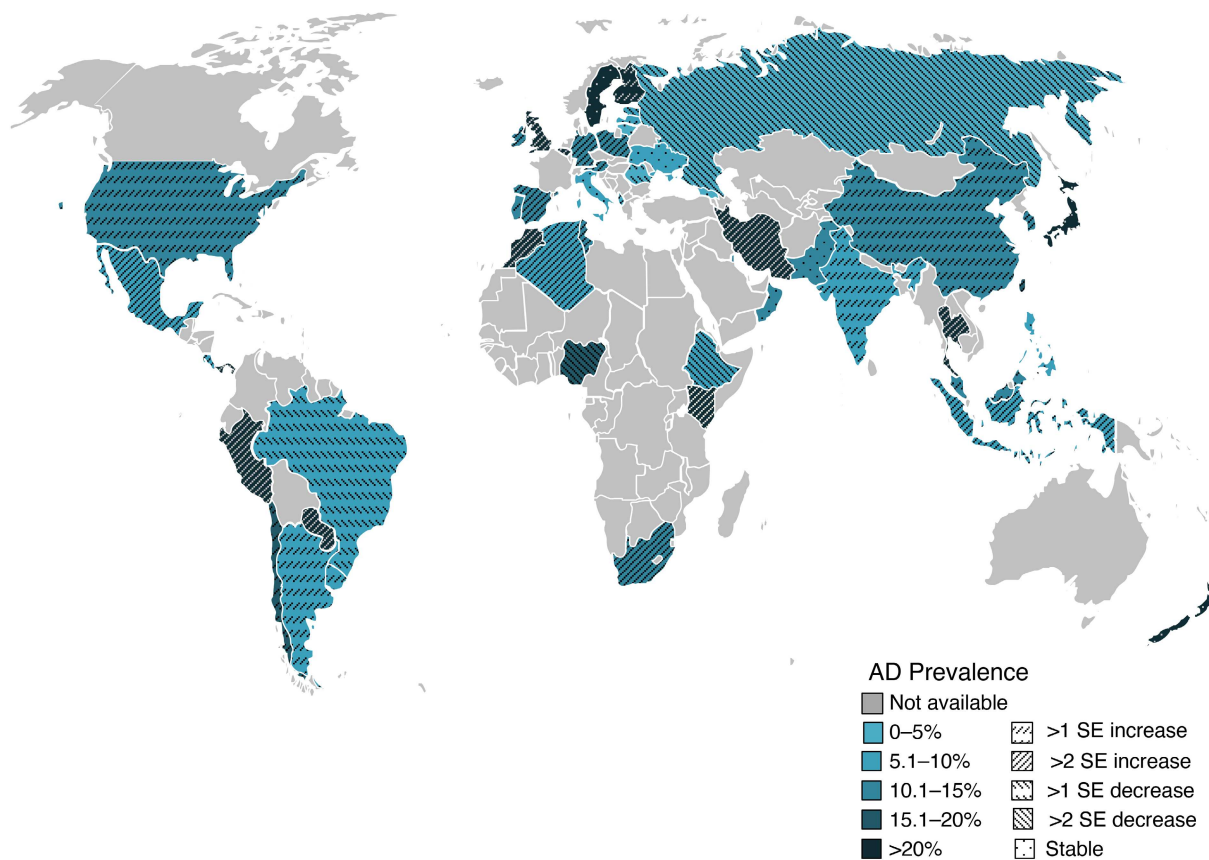 AD Prevalence
Not available
0–5%
>1 SE increase
5.1–10%
>2 SE increase
10.1–15%
>1 SE decrease
15.1–20%
>2 SE decrease
>20%
Stable